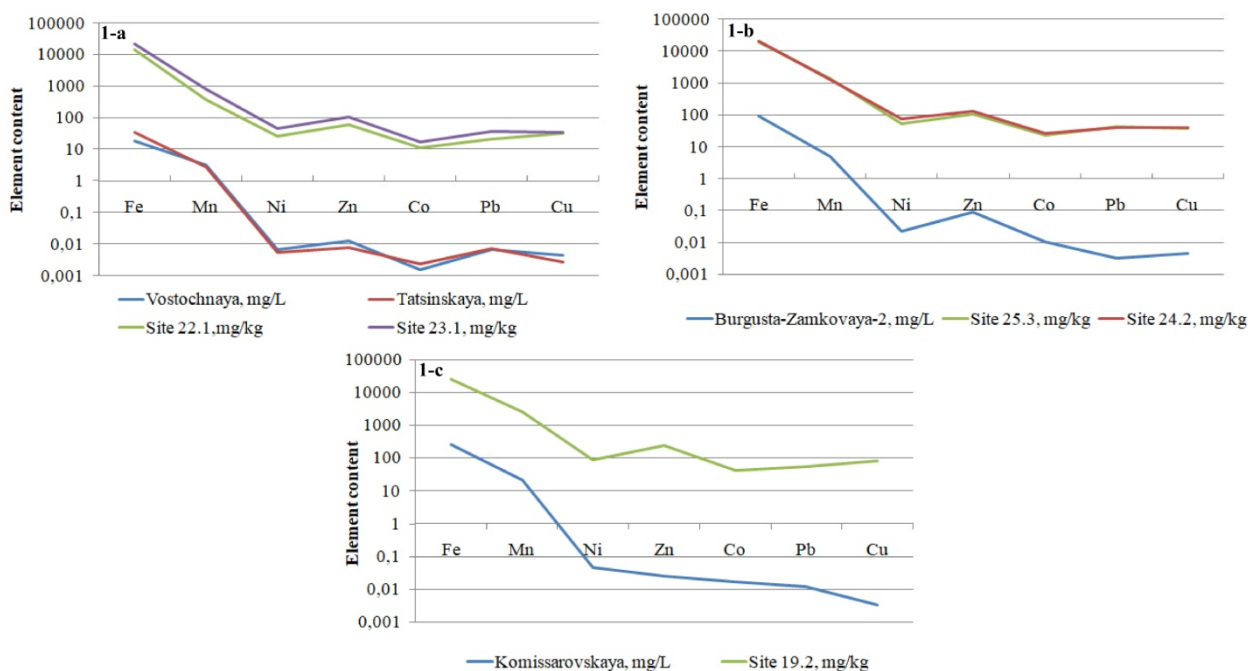 1-a
Element content
100000
10000
1000
100
10
1
0,1
0,01
0,001
Fe Mn Ni Zn Co Pb Cu
Vostochnaya, mg/L Tatsinskaya, mg/L
Site 22.1,mg/kg Site 23.1, mg/kg
1-b
Element content
100000
10000
1000
100
10
1
0,1
0,01
0,001
Fe Mn Ni Zn Co Pb Cu
Burgusta-Zamkovaya-2, mg/L Site 25.3, mg/kg Site 24.2, mg/kg
1-c
Element content
100000
10000
1000
100
10
1
0,1
0,01
0,001
Fe Mn Ni Zn Co Pb Cu
Komissarovskaya, mg/L Site 19.2, mg/kg